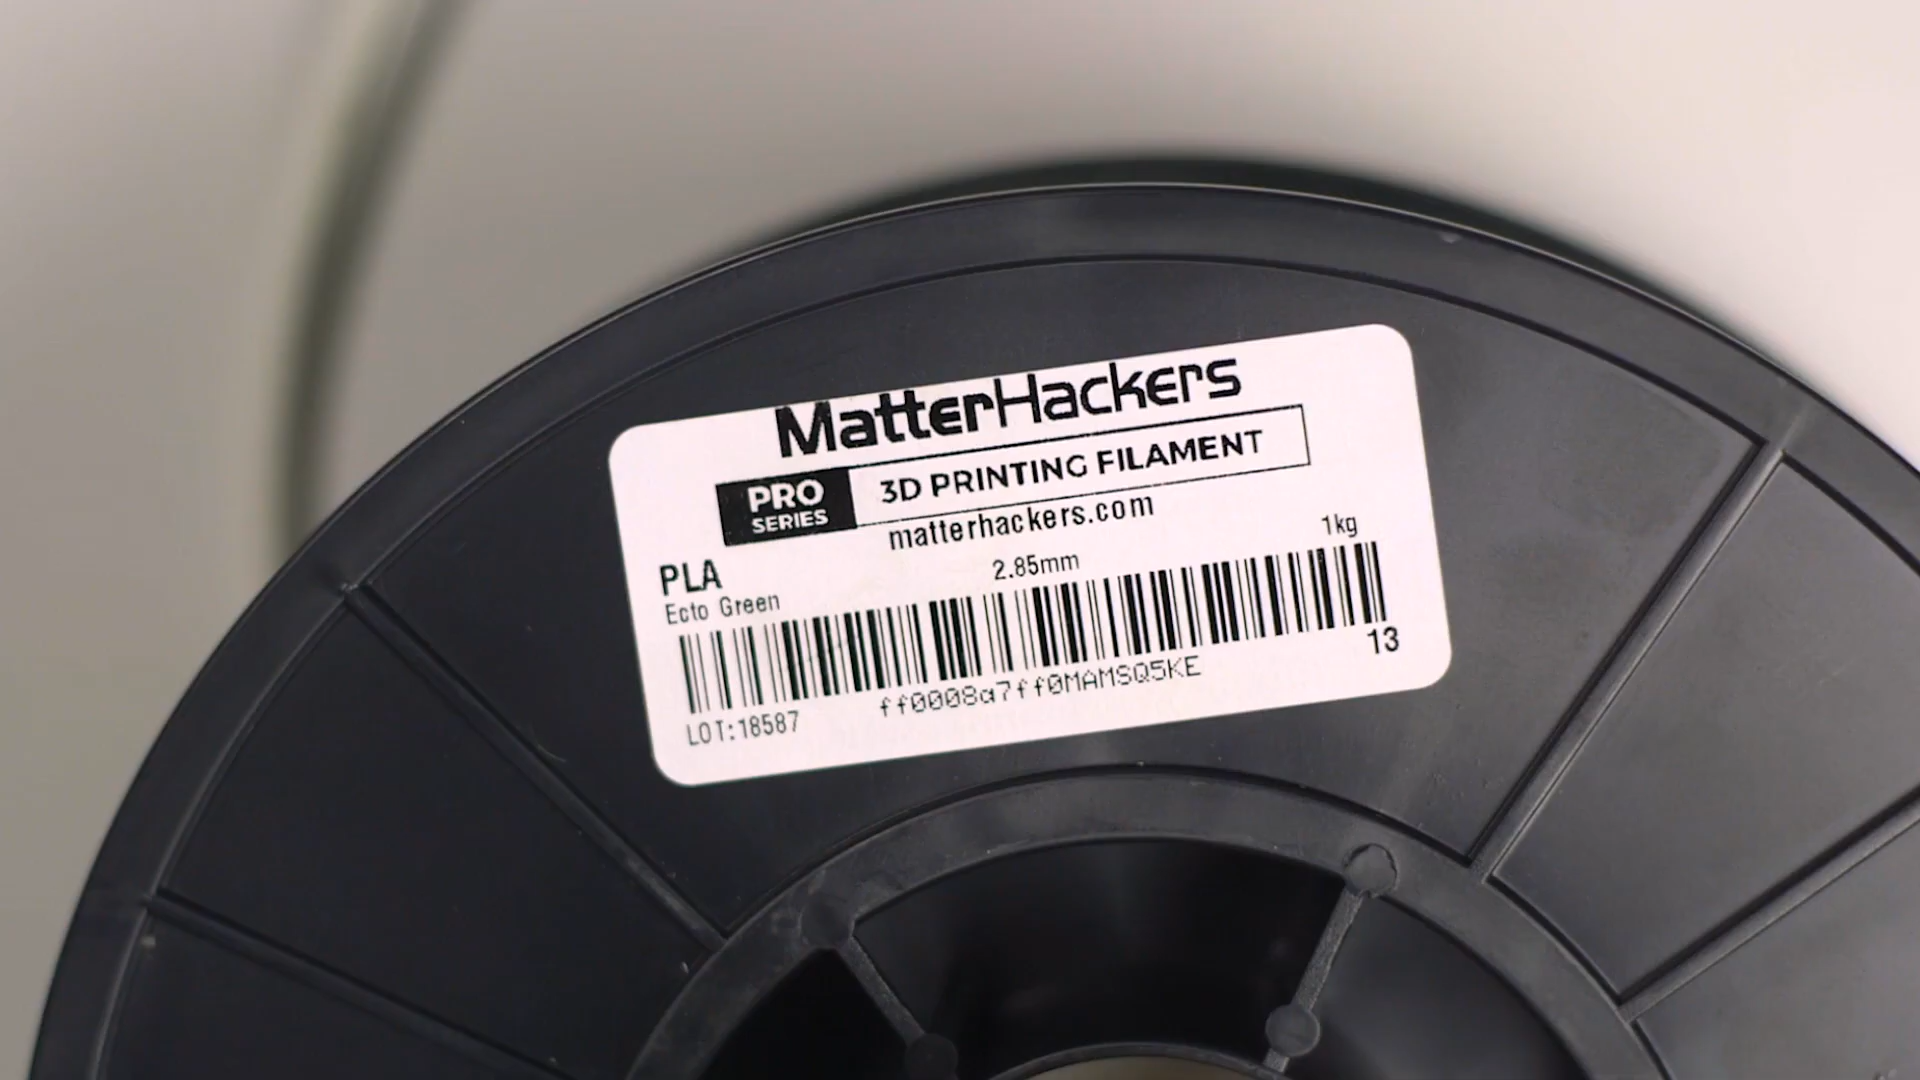 MatterHackers
PRO SERIES
3D PRINTING FILAMENT
matterhackers.com
PLA
Ecto Green
2.85mm
1kg
13
ff0008a7ff0MAMSQ5KE
LOT:18587